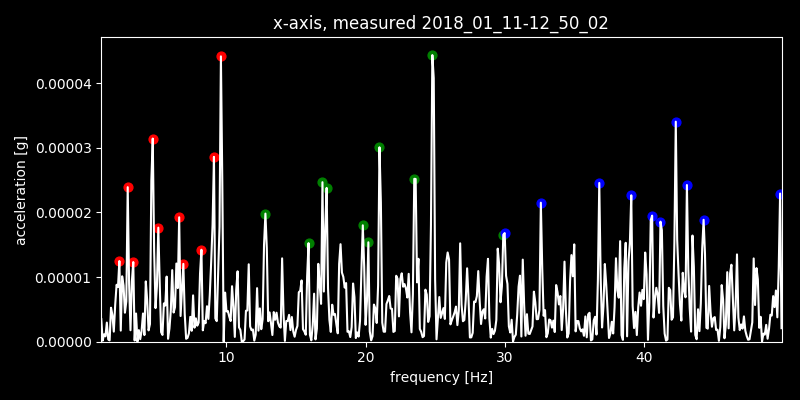 x-axis, measured 2018_01_11-12_50_02
acceleration [g]
0.00004
0.00003
0.00002
0.00001
0.00000
10 20 30 40
frequency [Hz]